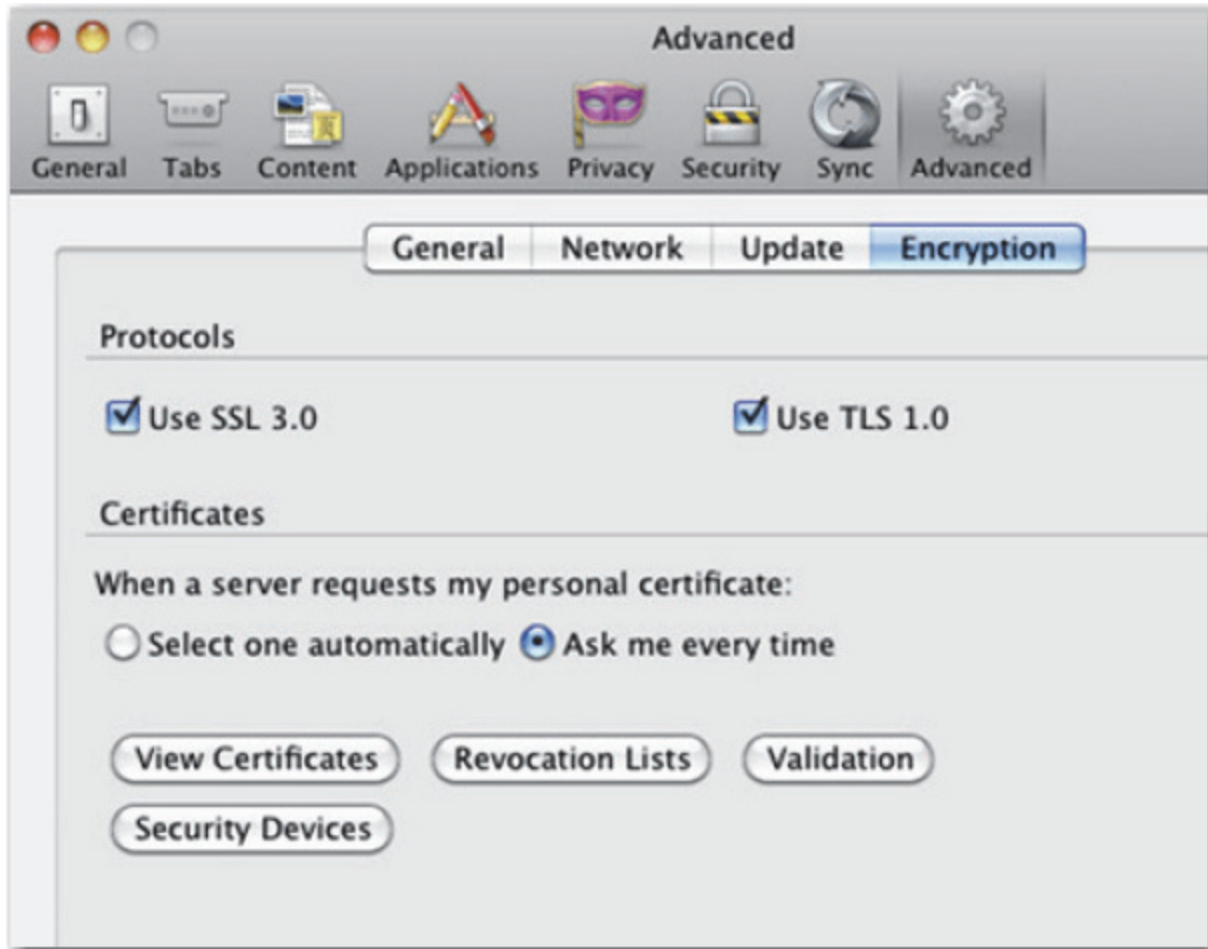 Advanced
General Tabs Content Applications Privacy Security Sync Advanced
General Network Update Encryption
Protocols
Use SSL 3.0 Use TLS 1.0
Certificates
When a server requests my personal certificate:
Select one automatically Ask me every time
View Certificates Revocation Lists Validation
Security Devices